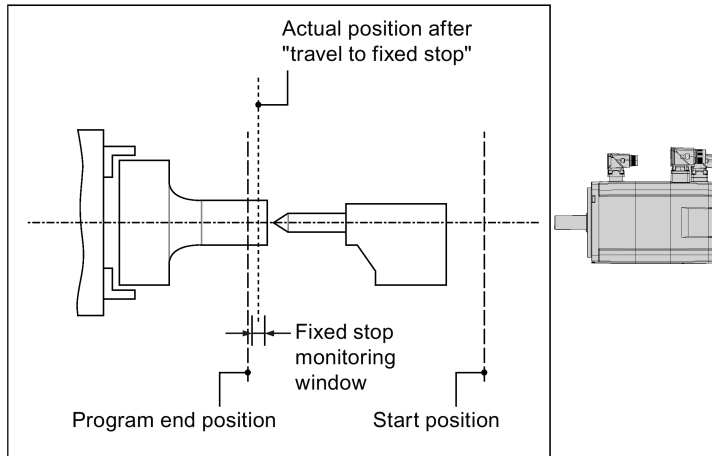 Actual position after
"travel to fixed stop"
Fixed stop
monitoring
window
Program end position
Start position